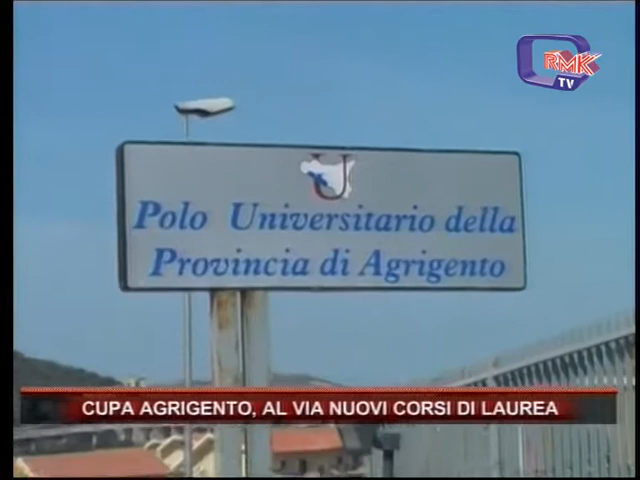 RMK
TV
U
Polo Universitario della
Provincia di Agrigento
CUPA AGRIGENTO, AL VIA NUOVI CORSI DI LAUREA